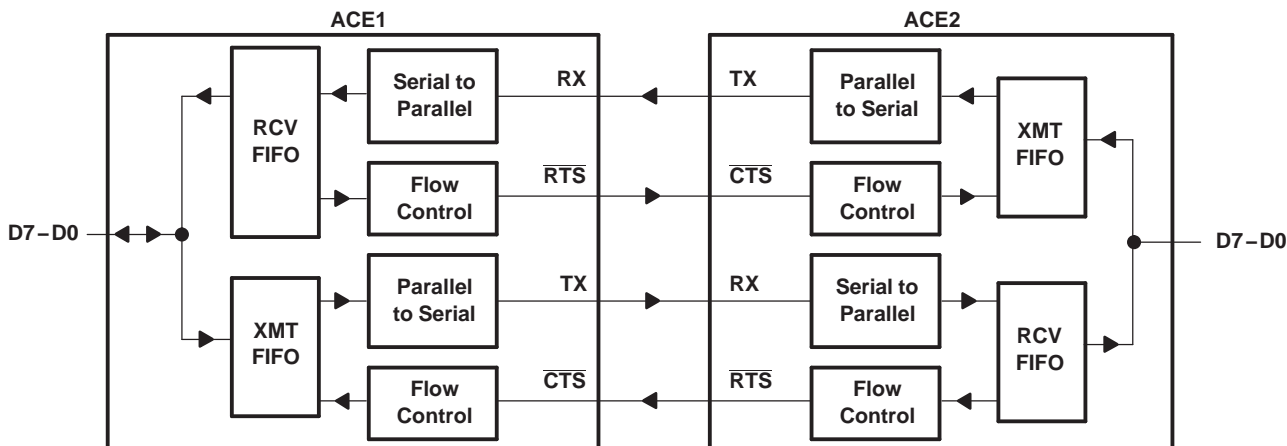 ACE1
ACE2
RCV
FIFO
Serial to
Parallel
RX
TX
Parallel
to Serial
XMT
FIFO
Flow
Control
RTS
CTS
Flow
Control
D7–D0
D7–D0
XMT
FIFO
Parallel
to Serial
TX
RX
Serial to
Parallel
RCV
FIFO
Flow
Control
CTS
RTS
Flow
Control